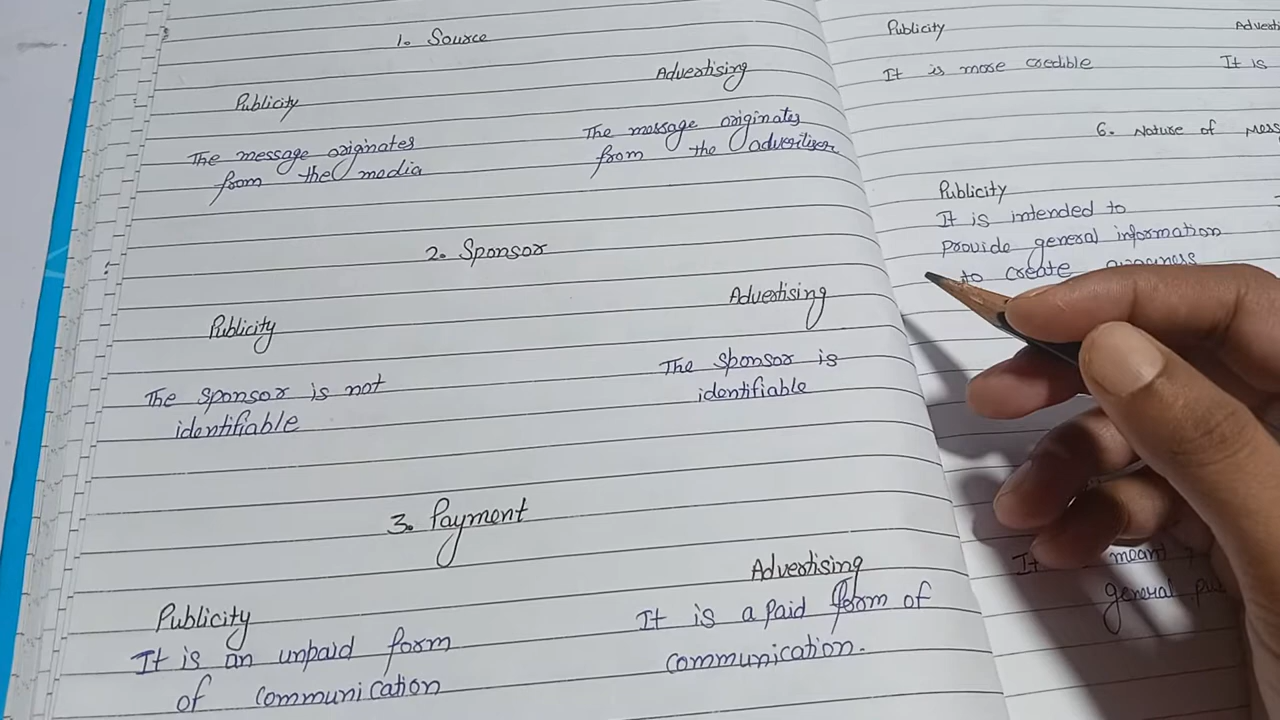 1. Source
Publicity
Advertising
The message originates
from the media
The message originates
from the advertiser
2. Sponsor
Publicity
Advertising
The sponsor is not
identifiable
The sponsor is
identifiable
3. Payment
Publicity
Advertising
It is an unpaid form
of communication
It is a paid form of
communication.
Publicity
It is more credible
It is
6. Nature of
Publicity
It is intended to
provide general information
to create
It
meant
general